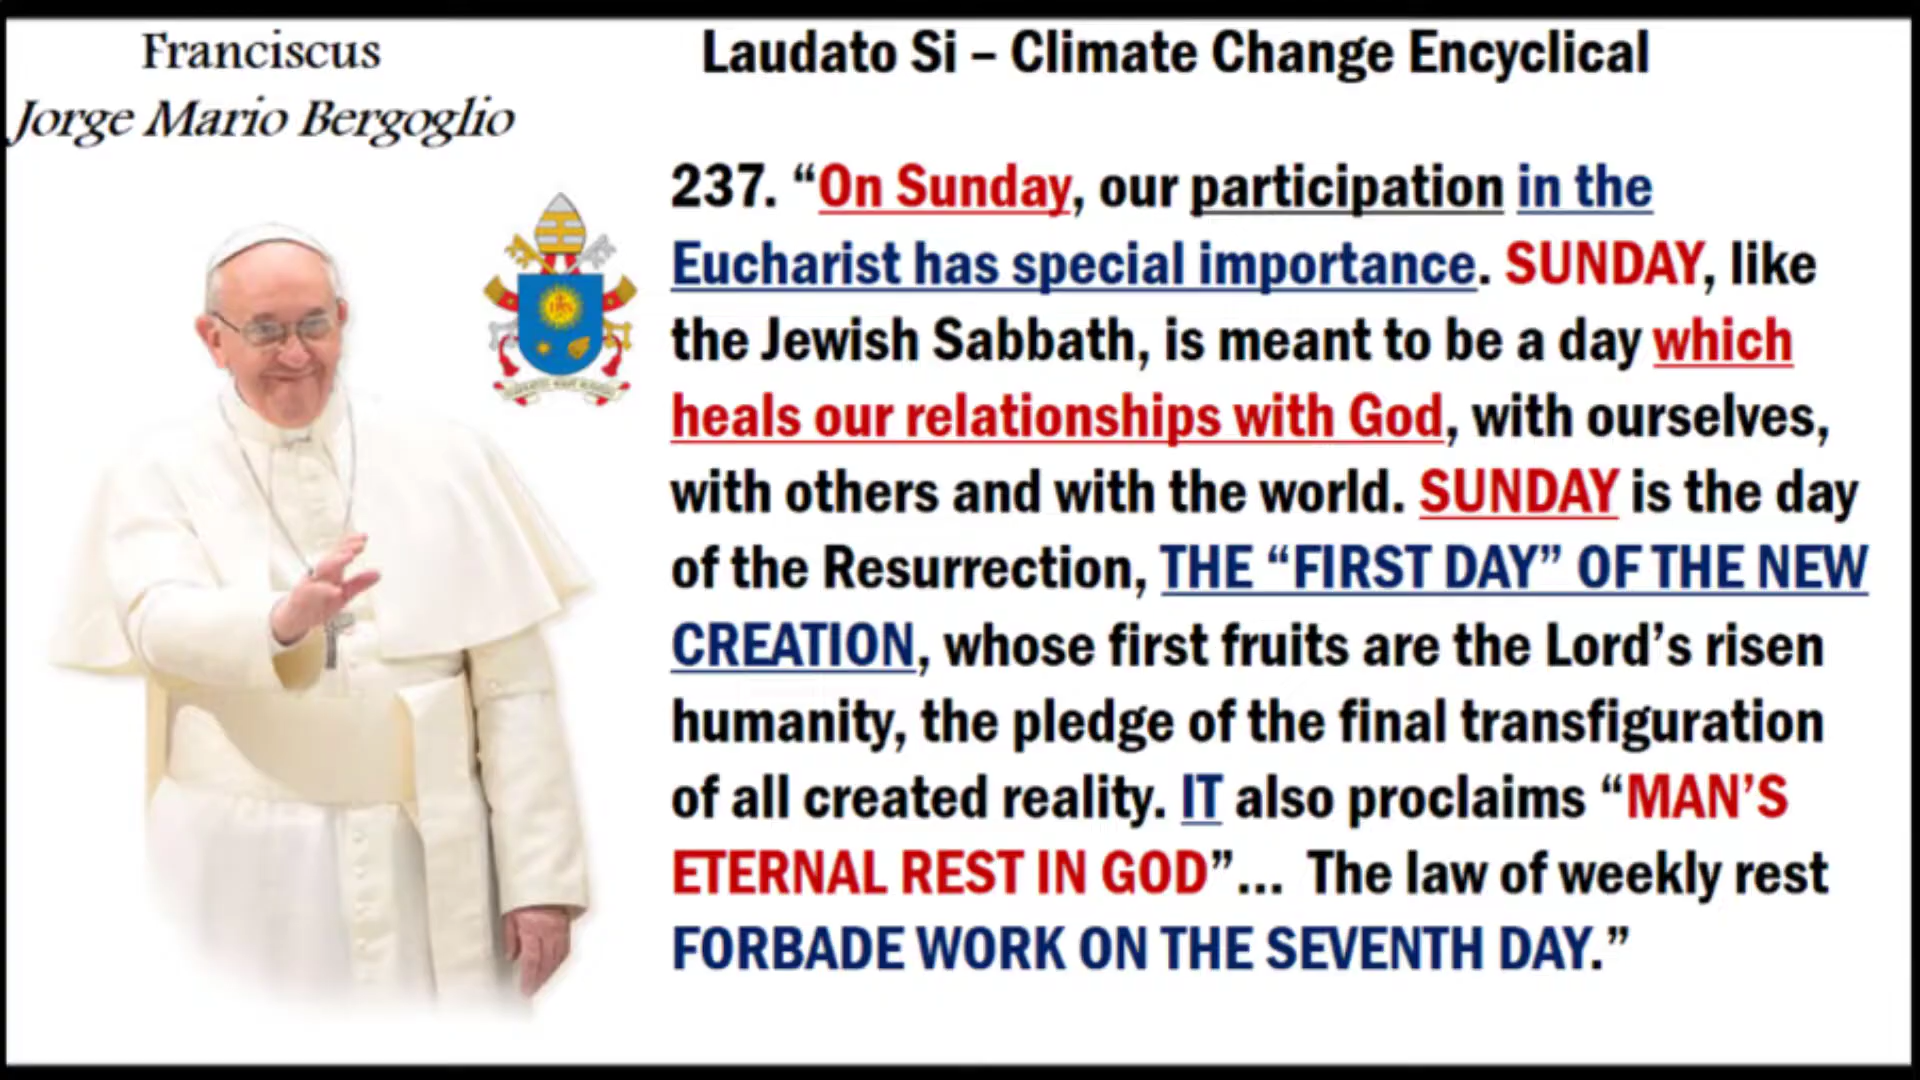 Franciscus
Jorge Mario Bergoglio
Laudato Si – Climate Change Encyclical
237. “On Sunday, our participation in the
Eucharist has special importance. SUNDAY, like
the Jewish Sabbath, is meant to be a day which
heals our relationships with God, with ourselves,
with others and with the world. SUNDAY is the day
of the Resurrection, THE “FIRST DAY” OF THE NEW
CREATION, whose first fruits are the Lord’s risen
humanity, the pledge of the final transfiguration
of all created reality. IT also proclaims “MAN’S
ETERNAL REST IN GOD”... The law of weekly rest
FORBADE WORK ON THE SEVENTH DAY.”